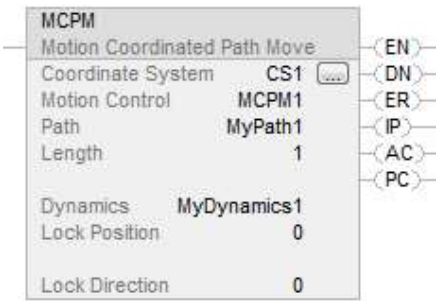 MCPM
Motion Coordinated Path Move (EN)
Coordinate System CS1 ... (DN)
Motion Control MCPM1 (ER)
Path MyPath1 (IP)
Length 1 (AC)
(PC)
Dynamics MyDynamics1
Lock Position 0
Lock Direction 0